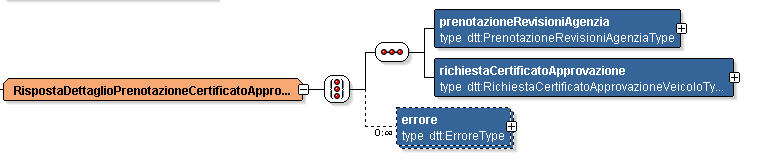 prenotazioneRevisioniAgenzia
type dtt:PrenotazioneRevisioniAgenziaType
richiestaCertificatoApprovazione
type dtt:RichiestaCertificatoApprovazioneVeicoloTy...
RispostaDettaglioPrenotazioneCertificatoAppro...
errore
type dtt:ErroreType
0:∞